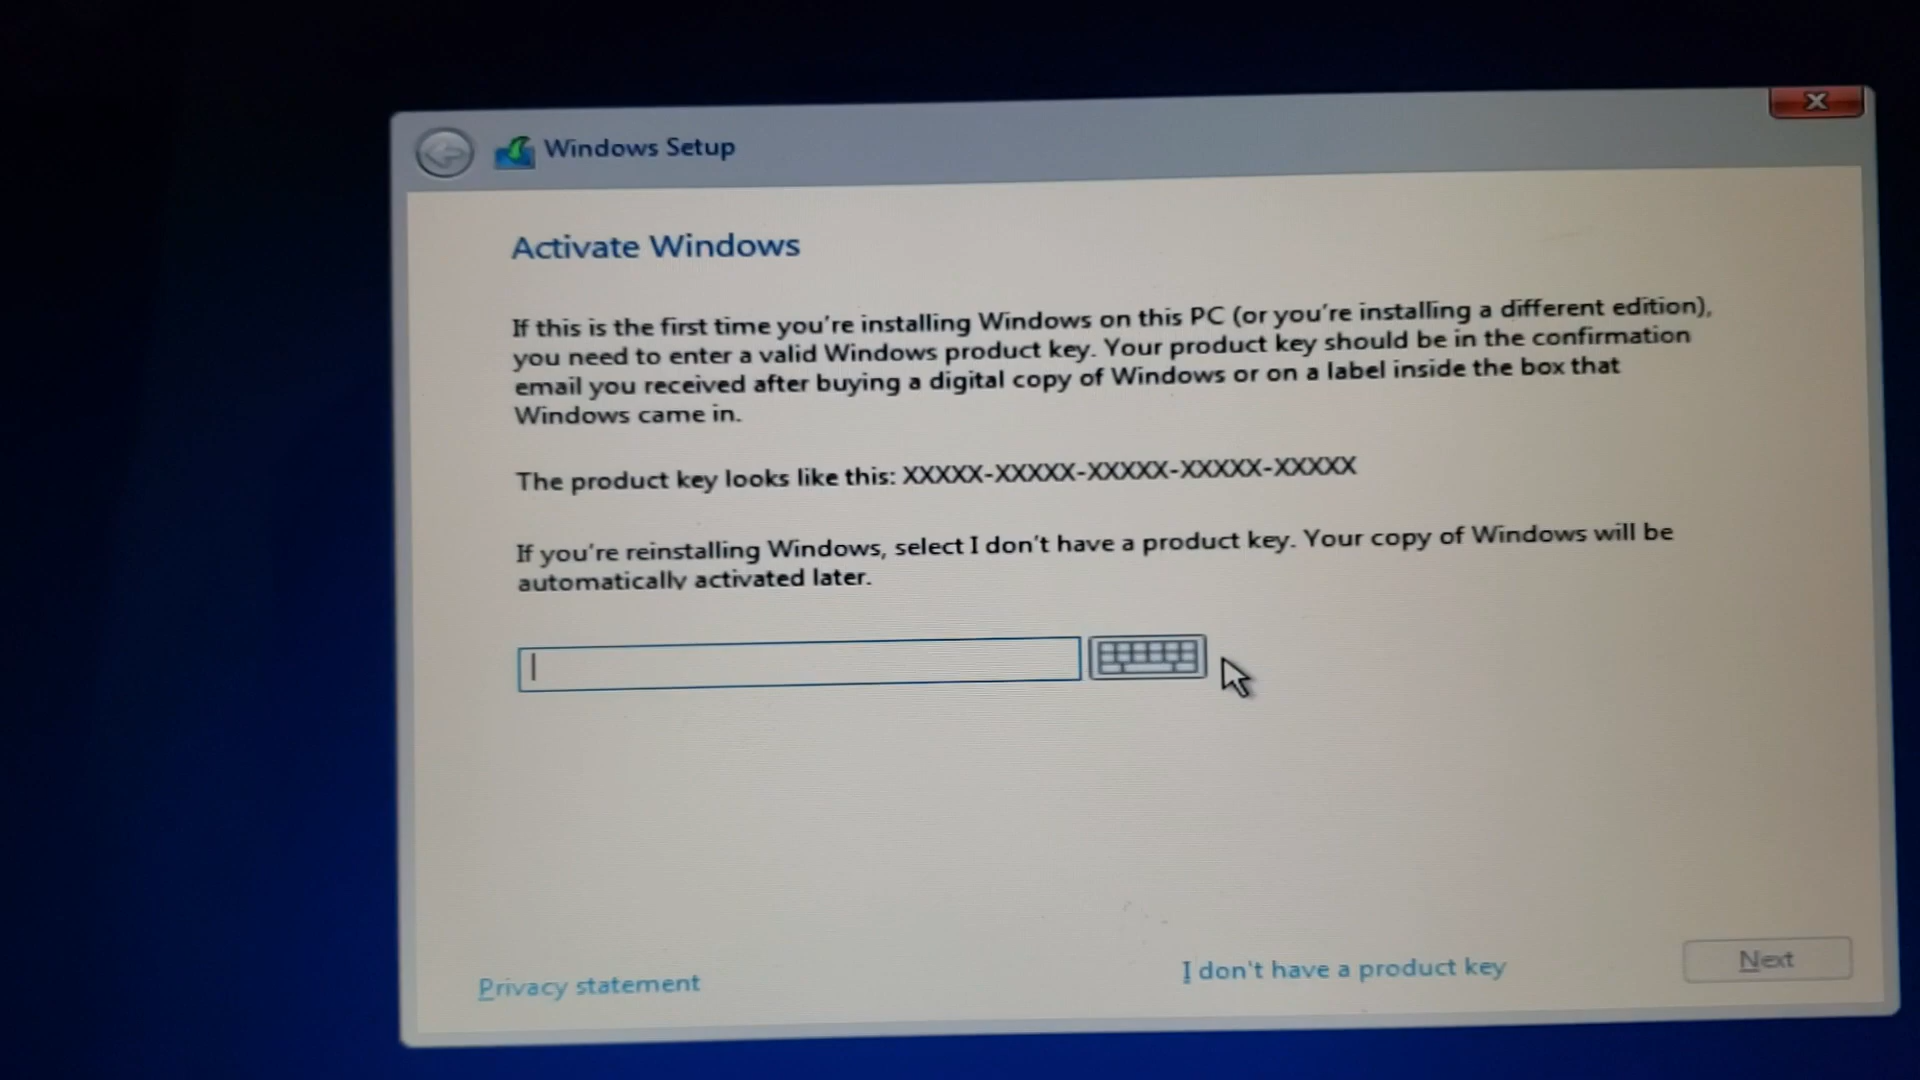 Windows Setup
Activate Windows
If this is the first time you're installing Windows on this PC (or you're installing a different edition),
you need to enter a valid Windows product key. Your product key should be in the confirmation
email you received after buying a digital copy of Windows or on a label inside the box that
Windows came in.
The product key looks like this: XXXXX-XXXXX-XXXXX-XXXXX-XXXXX
If you're reinstalling Windows, select I don't have a product key. Your copy of Windows will be
automatically activated later.
Privacy statement
I don't have a product key
Next